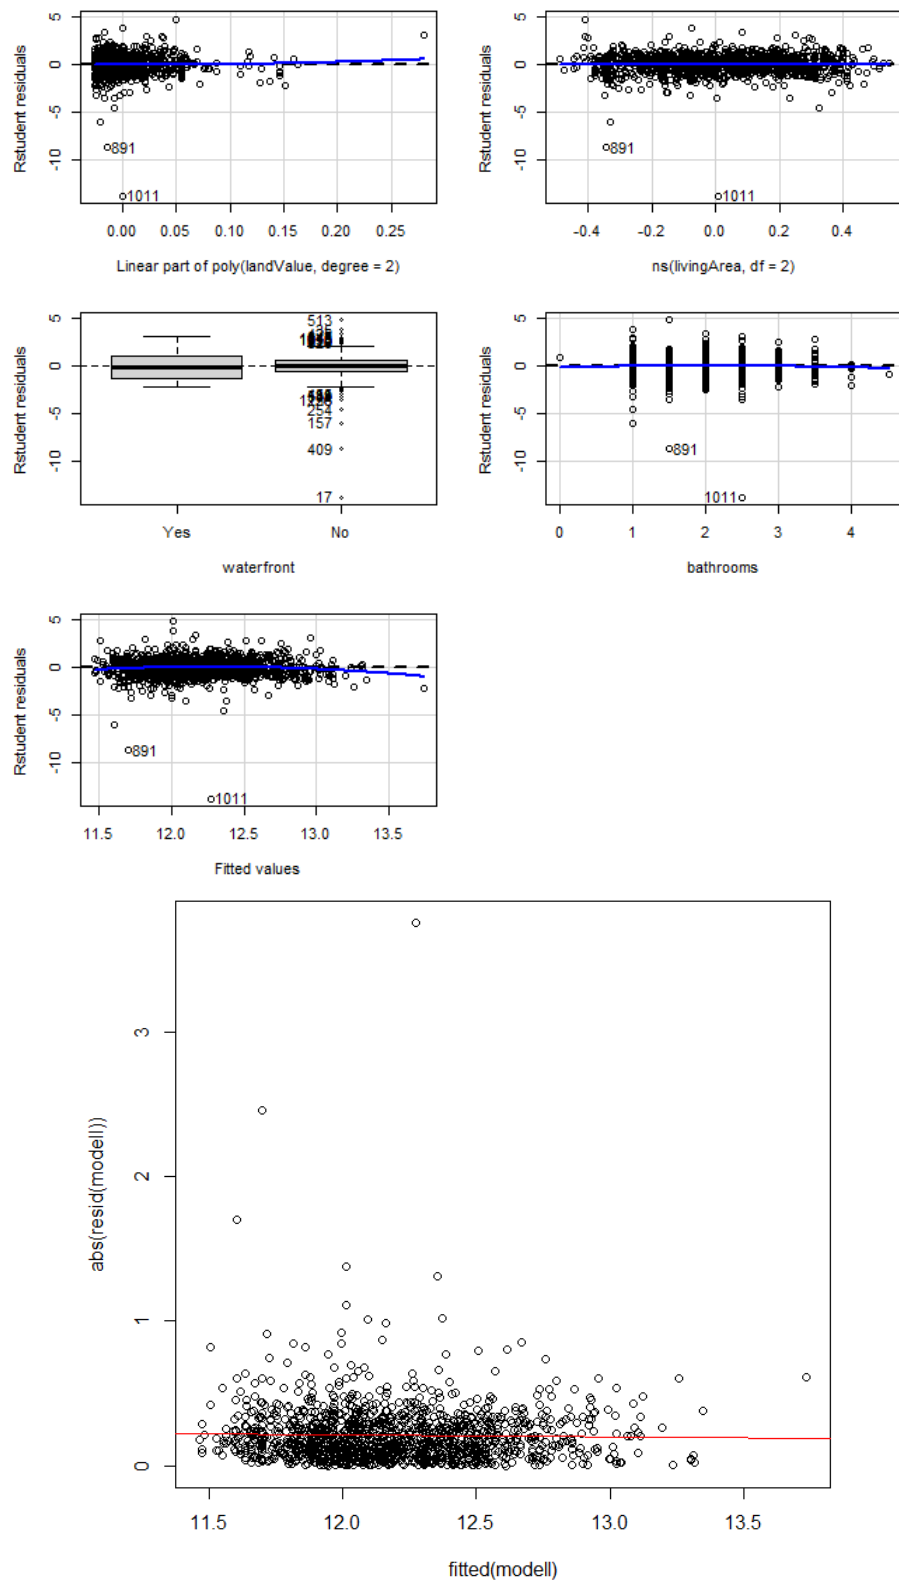 Rstudent residuals
5
0
-5
-10
891
1011
0.00 0.05 0.10 0.15 0.20 0.25
Linear part of poly(landValue, degree = 2)
Rstudent residuals
5
0
-5
-10
891
1011
-0.4 -0.2 0.0 0.2 0.4
ns(livingArea, df = 2)
Rstudent residuals
5
0
-5
-10
513
254
157
409
17
Yes No
waterfront
Rstudent residuals
5
0
-5
-10
891
1011
0 1 2 3 4
bathrooms
Rstudent residuals
5
0
-5
-10
891
1011
11.5 12.0 12.5 13.0 13.5
Fitted values
abs(resid(modell))
3
2
1
0
11.5 12.0 12.5 13.0 13.5
fitted(modell)